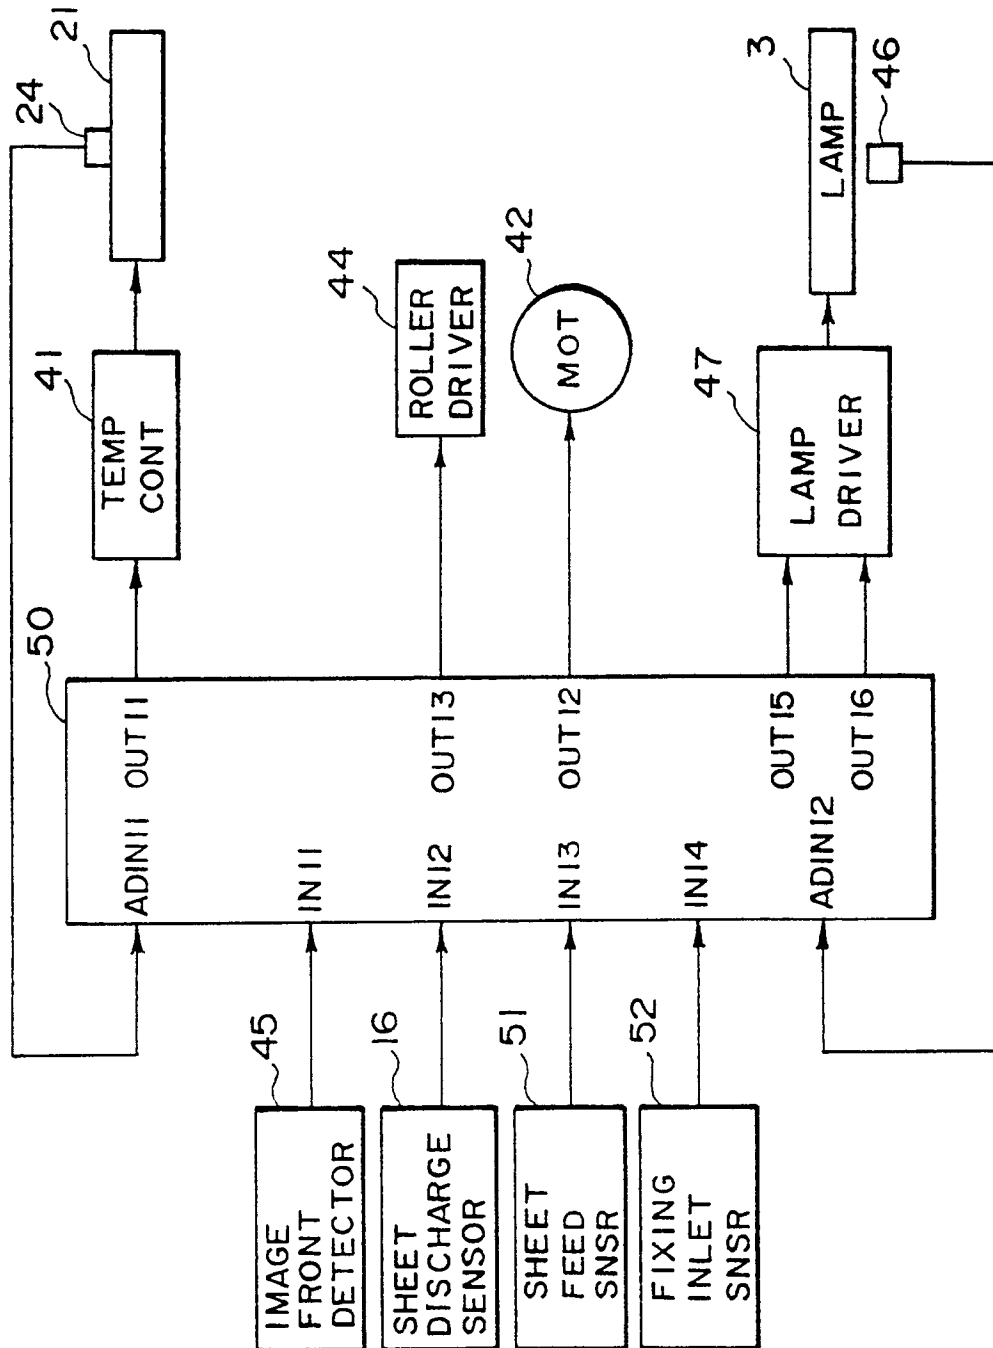 21
24
41
TEMP
CONT
44
ROLLER
DRIVER
42
MOT
3
LAMP
46
47
LAMP
DRIVER
50
ADIN11
OUT11
IN11
IN12
OUT13
IN13
OUT12
IN14
OUT15
ADIN12
OUT16
45
IMAGE
FRONT
DETECTOR
16
SHEET
DISCHARGE
SENSOR
51
SHEET
FEED
SNSR
52
FIXING
INLET
SNSR